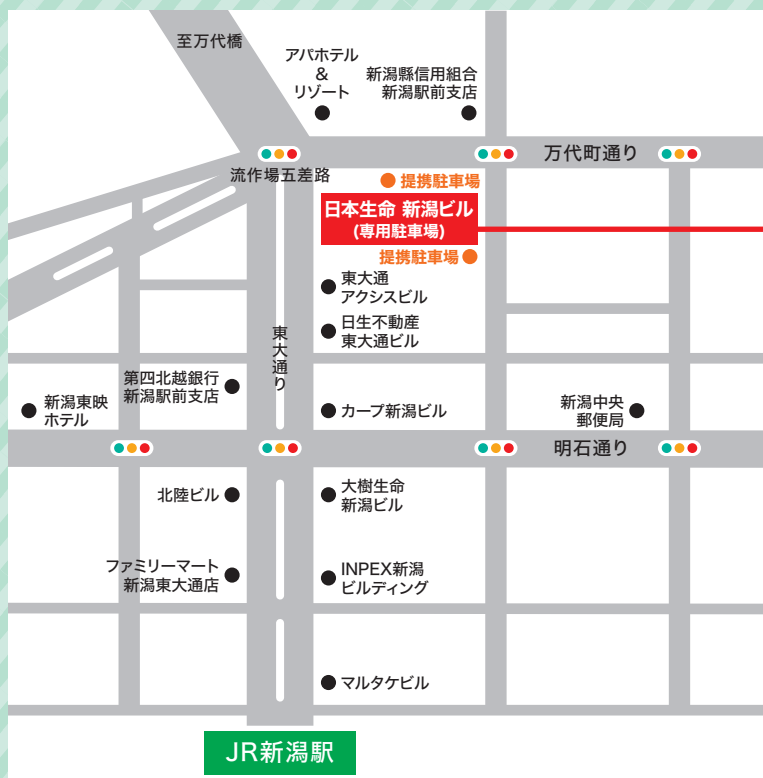 至万代橋
アパホテル
&
リゾート
新潟縣信用組合
新潟駅前支店
万代町通り
流作場五差路
提携駐車場
日本生命 新潟ビル
(専用駐車場)
提携駐車場
東大通
アクシスビル
日生不動産
東大通ビル
東大通り
第四北越銀行
新潟駅前支店
新潟東映
ホテル
カープ新潟ビル
新潟中央
郵便局
明石通り
北陸ビル
大樹生命
新潟ビル
ファミリーマート
新潟東大通店
INPEX新潟
ビルディング
マルタケビル
JR新潟駅